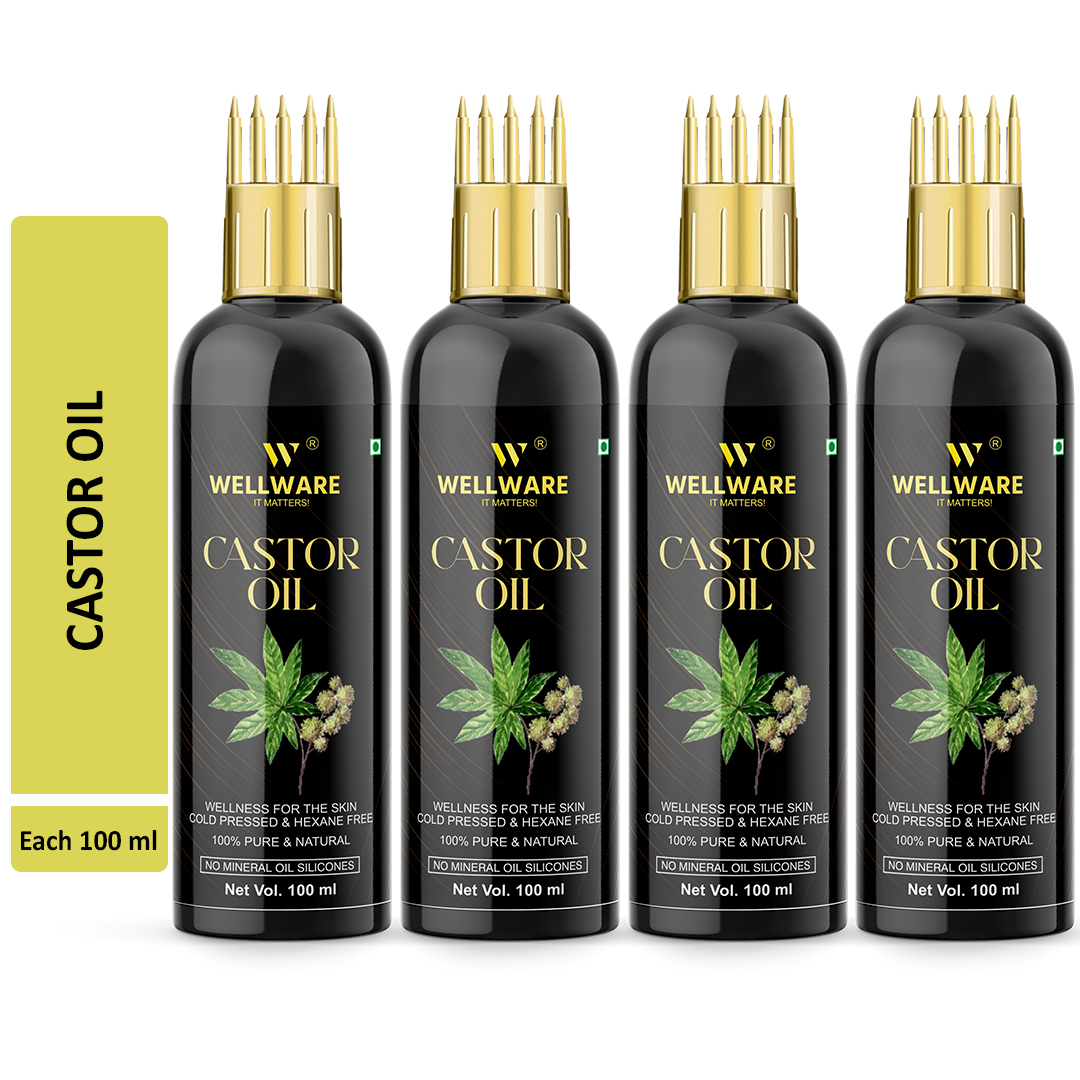 CASTOR OIL
Each 100 ml
W ®
WELLWARE
IT MATTERS!
CASTOR
OIL
WELLNESS FOR THE SKIN
COLD PRESSED & HEXANE FREE
100% PURE & NATURAL
NO MINERAL OIL SILICONES
Net Vol. 100 ml
W ®
WELLWARE
IT MATTERS!
CASTOR
OIL
WELLNESS FOR THE SKIN
COLD PRESSED & HEXANE FREE
100% PURE & NATURAL
NO MINERAL OIL SILICONES
Net Vol. 100 ml
W ®
WELLWARE
IT MATTERS!
CASTOR
OIL
WELLNESS FOR THE SKIN
COLD PRESSED & HEXANE FREE
100% PURE & NATURAL
NO MINERAL OIL SILICONES
Net Vol. 100 ml
W ®
WELLWARE
IT MATTERS!
CASTOR
OIL
WELLNESS FOR THE SKIN
COLD PRESSED & HEXANE FREE
100% PURE & NATURAL
NO MINERAL OIL SILICONES
Net Vol. 100 ml